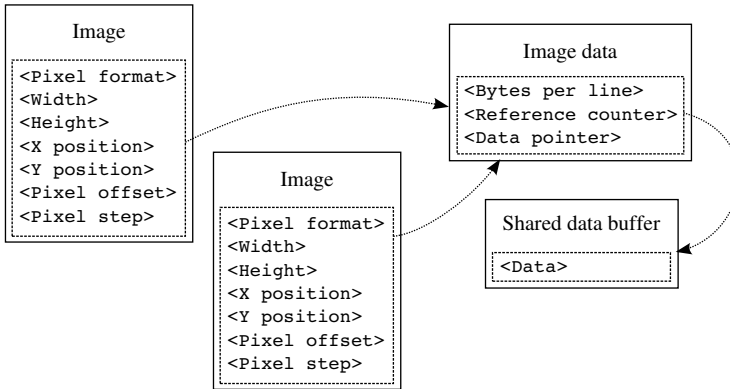 Image
<Pixel format>
<Width>
<Height>
<X position>
<Y position>
<Pixel offset>
<Pixel step>
Image
<Pixel format>
<Width>
<Height>
<X position>
<Y position>
<Pixel offset>
<Pixel step>
Image data
<Bytes per line>
<Reference counter>
<Data pointer>
Shared data buffer
<Data>